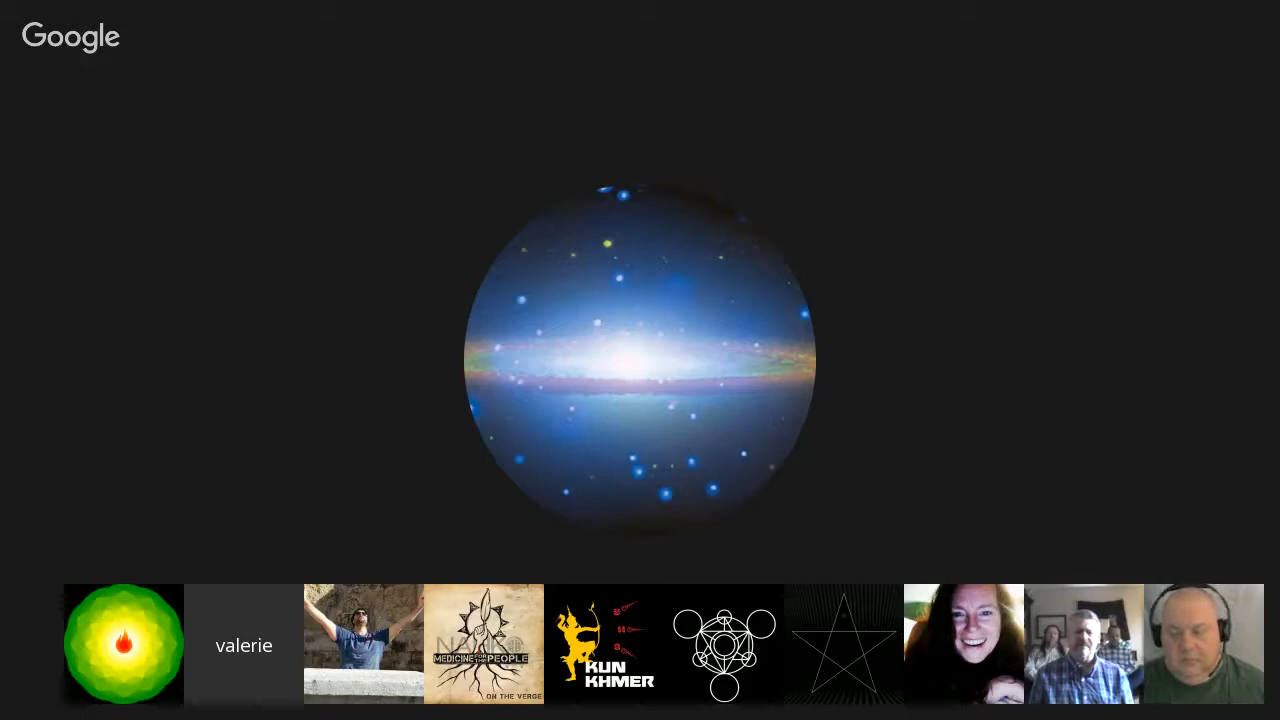 Google
valerie
MEDICINE FOR THE PEOPLE
ON THE VERGE
KUN
KHMER